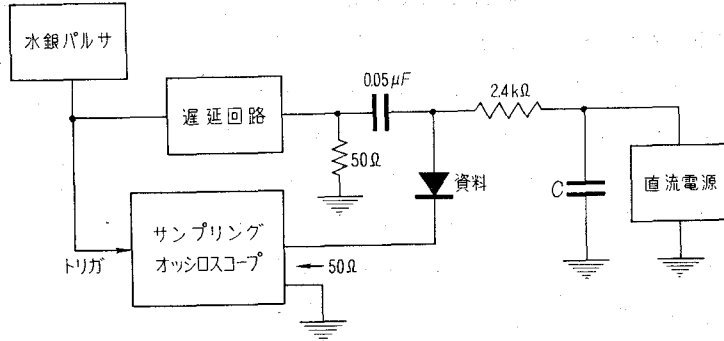 水銀パルサ
遅延回路
0.05μF
2.4kΩ
50Ω
資料
C
直流電源
サンプリング
オッシロスコープ
トリガ
50Ω